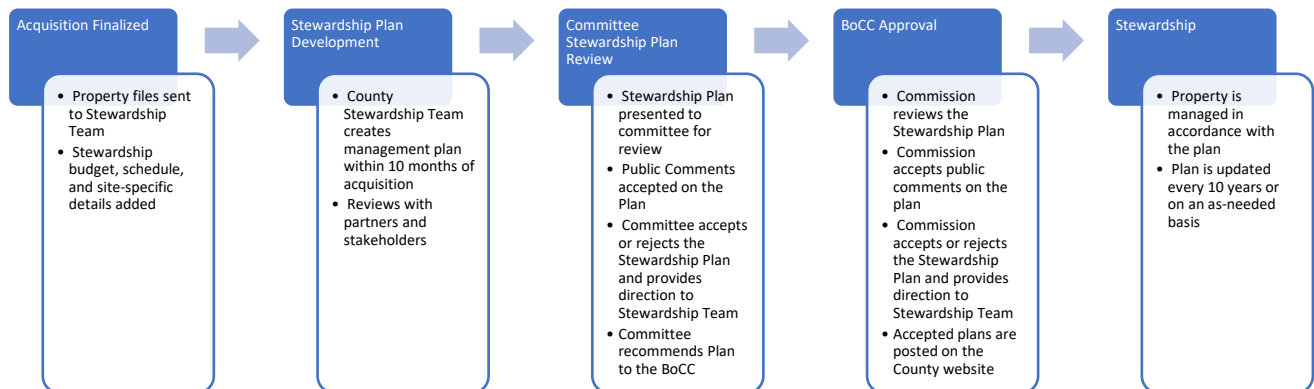 Acquisition Finalized
• Property files sent
to Stewardship
Team
• Stewardship
budget, schedule,
and site-specific
details added
Stewardship Plan
Development
• County
Stewardship Team
creates
management plan
within 10 months of
acquisition
• Reviews with
partners and
stakeholders
Committee
Stewardship Plan
Review
• Stewardship Plan
presented to
committee for
review
• Public Comments
accepted on the
Plan
• Committee accepts
or rejects the
Stewardship Plan
and provides
direction to
Stewardship Team
• Committee
recommends Plan
to the BoCC
BoCC Approval
• Commission
reviews the
Stewardship Plan
• Commission
accepts public
comments on the
plan
• Commission
accepts or rejects
the Stewardship
Plan and provides
direction to
Stewardship Team
• Accepted plans are
posted on the
County website
Stewardship
• Property is
managed in
accordance with
the plan
• Plan is updated
every 10 years or
on an as-needed
basis